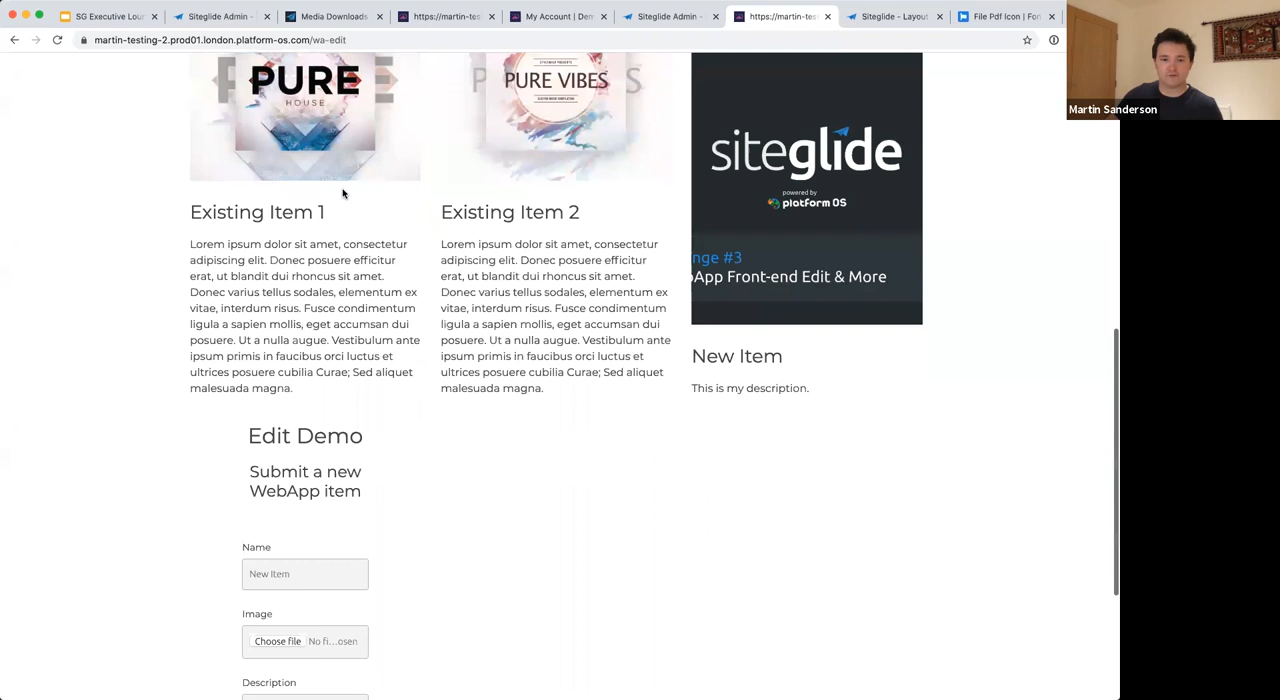 SG Executive Lour
Siteglide Admin -
Media Downloads
https://martin-tes
My Account | Dem
Siteglide Admin -
https://martin-tes
Siteglide - Layout
File Pdf Icon | Fon
martin-testing-2.prod01.london.platform-os.com/wa-edit
Martin Sanderson
PURE
HOUSE
PURE VIBES
siteglide
powered by
platform OS
nge #3
App Front-end Edit & More
Existing Item 1
Lorem ipsum dolor sit amet, consectetur
adipiscing elit. Donec posuere efficitur
erat, ut blandit dui rhoncus sit amet.
Donec varius tellus sodales, elementum ex
vitae, interdum risus. Fusce condimentum
ligula a sapien mollis, eget accumsan dui
posuere. Ut a nulla augue. Vestibulum ante
ipsum primis in faucibus orci luctus et
ultrices posuere cubilia Curae; Sed aliquet
malesuada magna.
Existing Item 2
Lorem ipsum dolor sit amet, consectetur
adipiscing elit. Donec posuere efficitur
erat, ut blandit dui rhoncus sit amet.
Donec varius tellus sodales, elementum ex
vitae, interdum risus. Fusce condimentum
ligula a sapien mollis, eget accumsan dui
posuere. Ut a nulla augue. Vestibulum ante
ipsum primis in faucibus orci luctus et
ultrices posuere cubilia Curae; Sed aliquet
malesuada magna.
New Item
This is my description.
Edit Demo
Submit a new
WebApp item
Name
New Item
Image
Choose file No fi...osen
Description